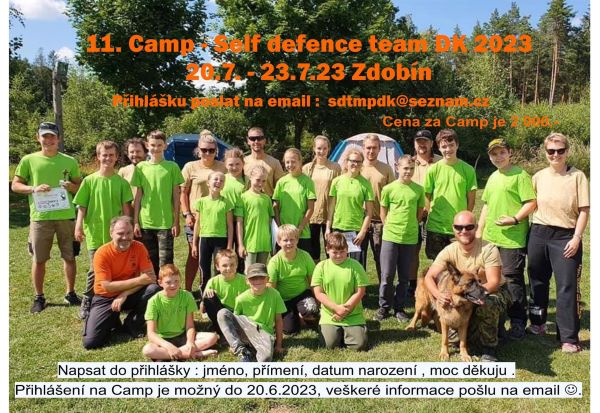 11. Camp - Self defence team DK 2023
20.7. - 23.7.23 Zdobín
Přihlášku poslat na email : sdtmpdk@seznam.cz
Cena za Camp je
Napsat do přihlášky : jméno, přímení, datum narození , moc děkuju .
Přihlášení na Camp je možný do 20.6.2023, veškeré informace pošlu na email ☺.